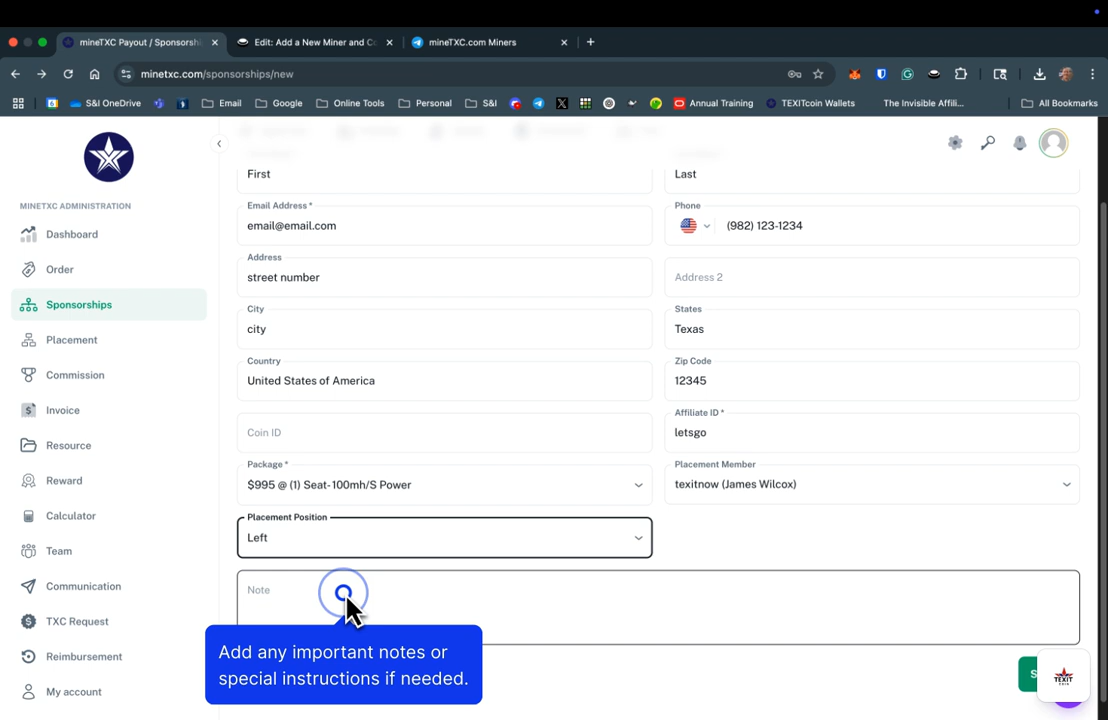 mineTXC Payout / Sponsorshi
Edit: Add a New Miner and Co
mineTXC.com Miners
minetxc.com/sponsorships/new
S&I OneDrive
Email
Google
Online Tools
Personal
S&I
Annual Training
TEXITcoin Wallets
The Invisible Affili...
All Bookmarks
MINETXC ADMINISTRATION
Dashboard
Order
Sponsorships
Placement
Commission
Invoice
Resource
Reward
Calculator
Team
Communication
TXC Request
Reimbursement
My account
First
Last
Email Address *
email@email.com
Phone
(982) 123-1234
Address
street number
Address 2
City
city
States
Texas
Country
United States of America
Zip Code
12345
Coin ID
Affiliate ID *
letsgo
Package *
$995 @ (1) Seat-100mh/S Power
Placement Member
texitnow (James Wilcox)
Placement Position
Left
Note
Add any important notes or
special instructions if needed.
S
TEXIT
COIN